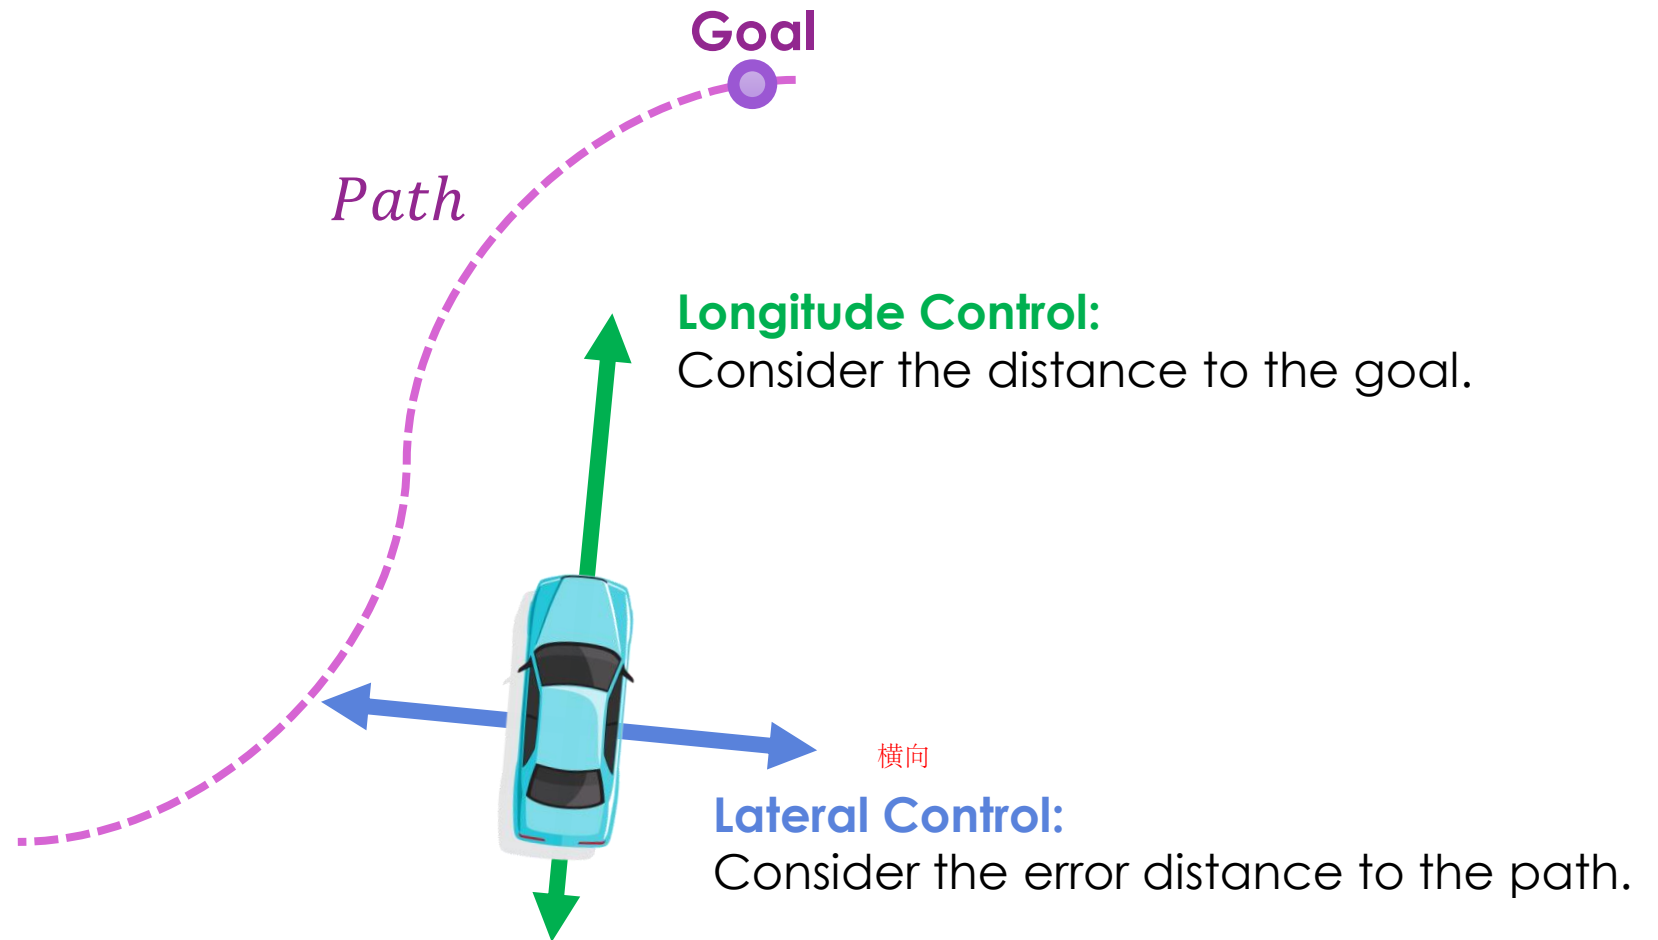 Goal
Path
Longitude Control:
Consider the distance to the goal.
横向
Lateral Control:
Consider the error distance to the path.